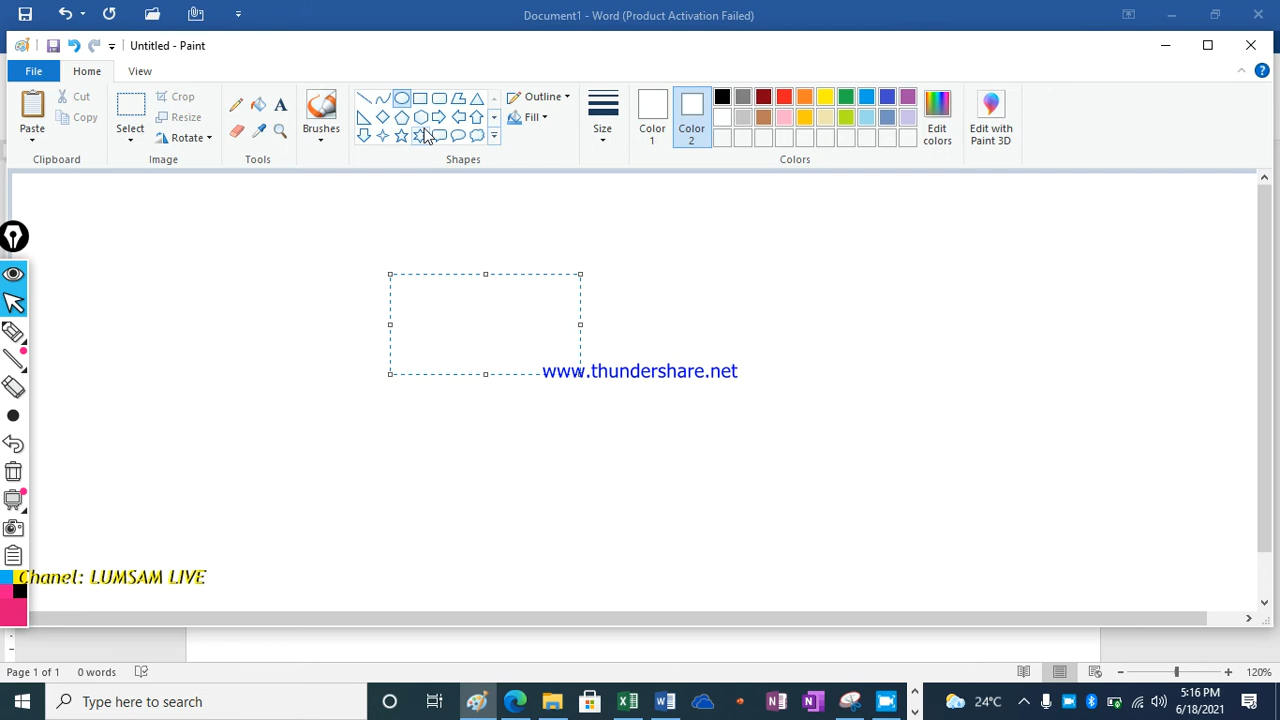 Document1 - Word (Product Activation Failed)
Untitled - Paint
File
Home
View
Paste
Cut
Copy
Clipboard
Select
Crop
Resize
Rotate
Image
Tools
Brushes
Shapes
Outline
Fill
Size
Color
1
Color
2
Colors
Edit
colors
Edit with
Paint 3D
www.thundershare.net
Chanel: LUMSAM LIVE
Page 1 of 1
0 words
120%
Type here to search
24°C
5:16 PM
6/18/2021